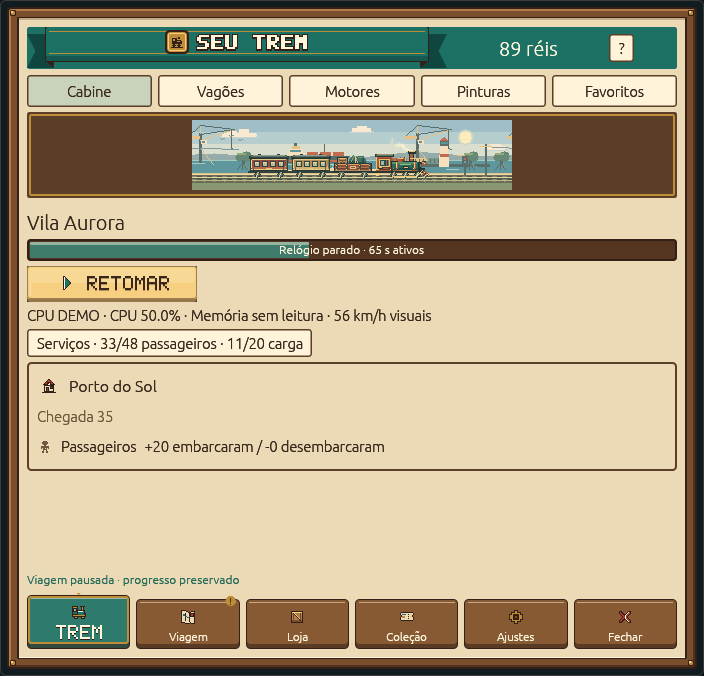 SEU TREM
89 réis
?
Cabine
Vagões
Motores
Pinturas
Favoritos
Vila Aurora
Relógio parado · 65 s ativos
RETOMAR
CPU DEMO · CPU 50.0% · Memória sem leitura · 56 km/h visuais
Serviços · 33/48 passageiros · 11/20 carga
Porto do Sol
Chegada 35
Passageiros +20 embarcaram / -0 desembarcaram
Viagem pausada · progresso preservado
TREM
!
Viagem
Loja
Coleção
Ajustes
Fechar